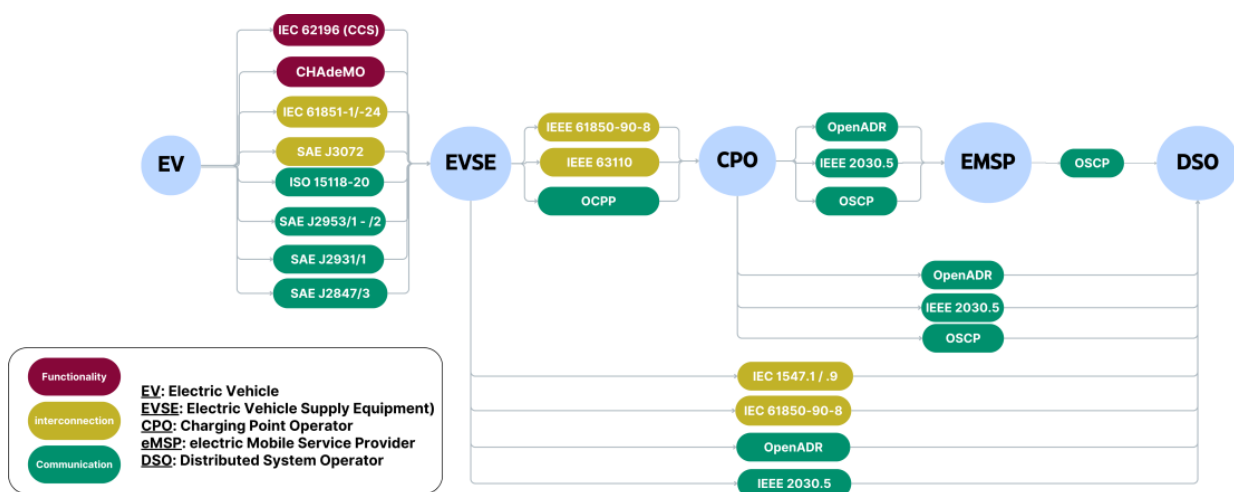 IEC 62196 (CCS)
CHAdeMO
IEC 61851-1/-24
SAE J3072
ISO 15118-20
SAE J2953/1 - /2
SAE J2931/1
SAE J2847/3
EV
EVSE
IEEE 61850-90-8
IEEE 63110
OCPP
CPO
OpenADR
IEEE 2030.5
OSCP
EMSP
OSCP
DSO
OpenADR
IEEE 2030.5
OSCP
IEC 1547.1 / .9
IEC 61850-90-8
OpenADR
IEEE 2030.5
Functionality
interconnection
Communication
EV: Electric Vehicle
EVSE: Electric Vehicle Supply Equipment)
CPO: Charging Point Operator
eMSP: electric Mobile Service Provider
DSO: Distributed System Operator